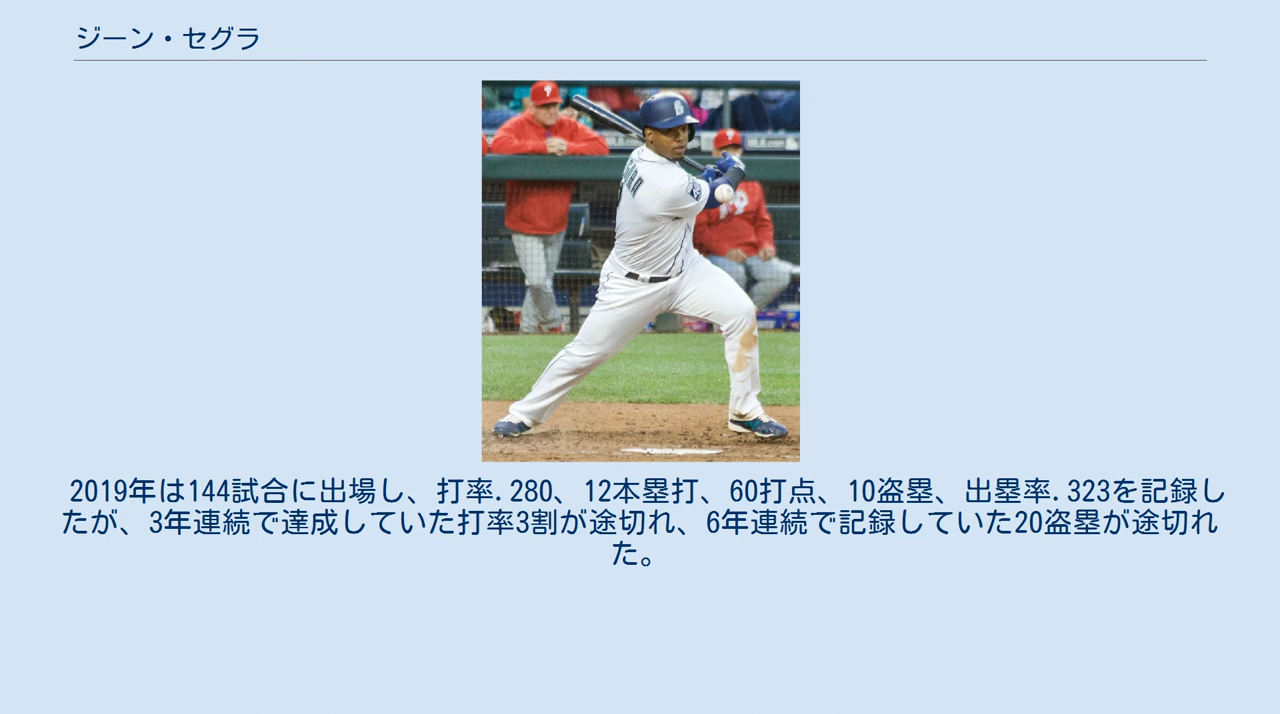 ジーン・セグラ
MLB.com
MLB.com
2019年は144試合に出場し、打率.280、12本塁打、60打点、10盗塁、出塁率.323を記録し
たが、3年連続で達成していた打率3割が途切れ、6年連続で記録していた20盗塁が途切れ
た。